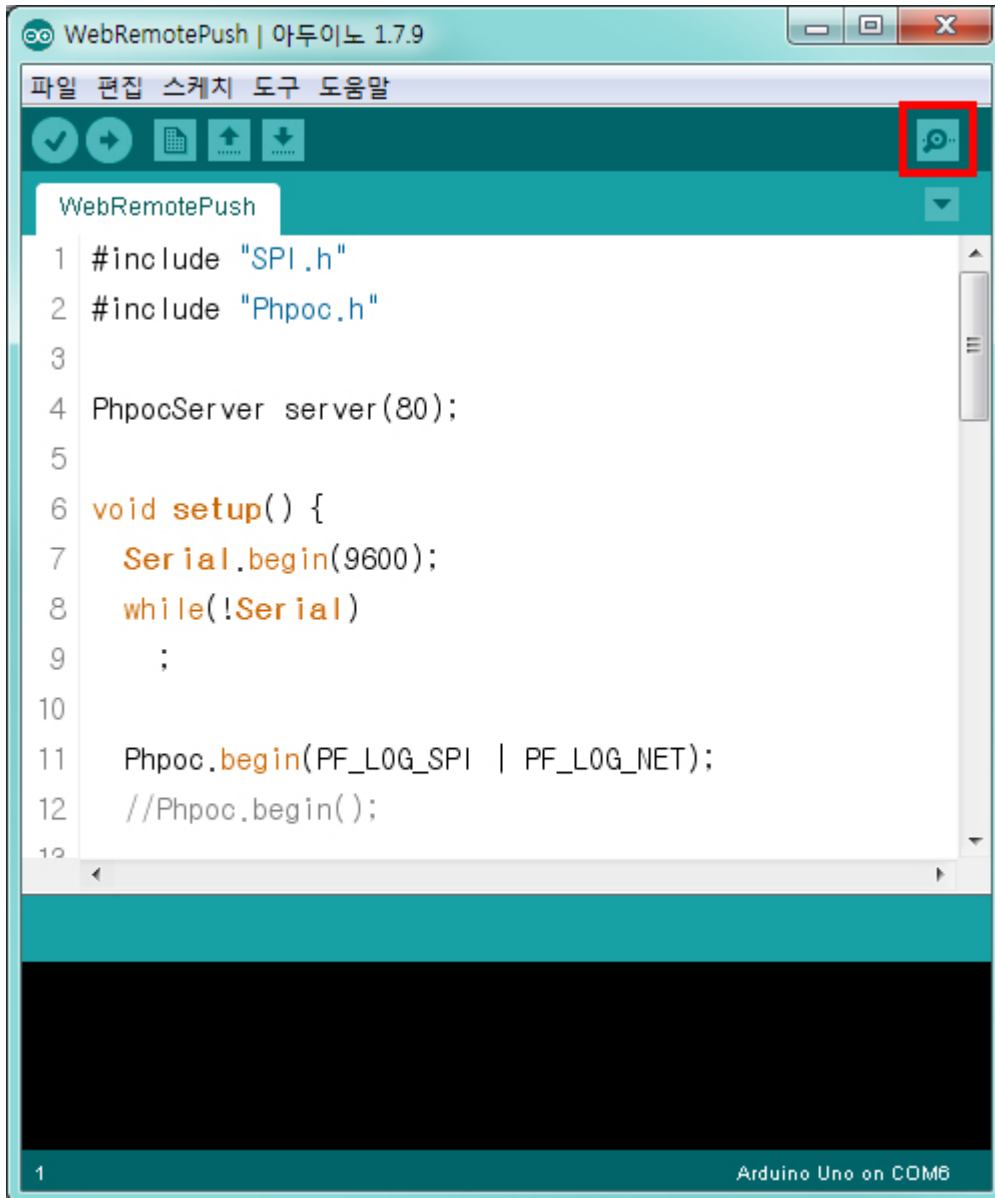 WebRemotePush | 아두이노 1.7.9
파일 편집 스케치 도구 도움말
WebRemotePush
1 #include "SPI.h"
2 #include "Phpoc.h"
3
4 PhpocServer server(80);
5
6 void setup() {
7 Serial.begin(9600);
8 while(!Serial)
9 ;
10
11 Phpoc.begin(PF_LOG_SPI | PF_LOG_NET);
12 //Phpoc.begin();
13
1 Arduino Uno on COM6